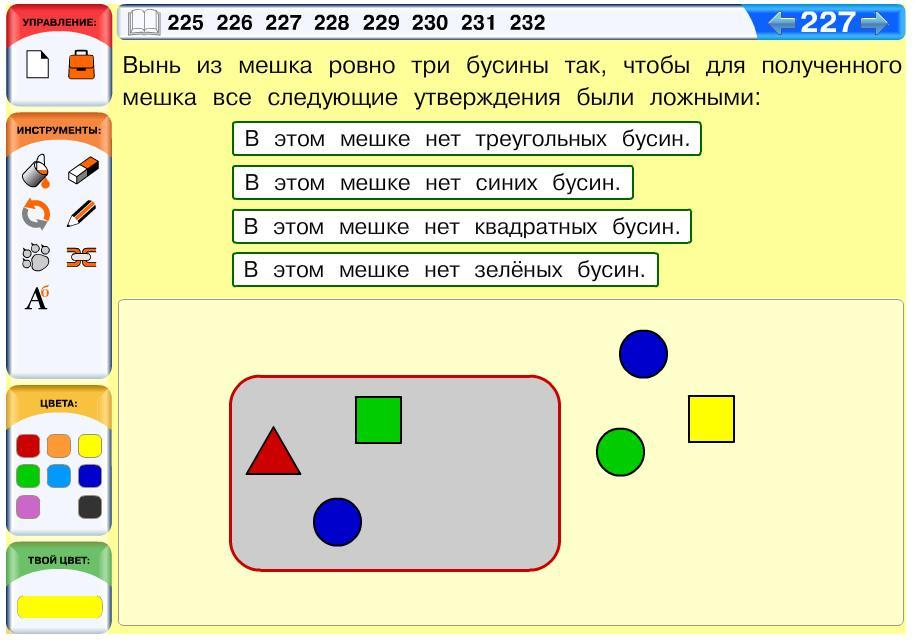 УПРАВЛЕНИЕ:
225 226 227 228 229 230 231 232
227
Вынь из мешка ровно три бусины так, чтобы для полученного
мешка все следующие утверждения были ложными:
ИНСТРУМЕНТЫ:
В этом мешке нет треугольных бусин.
В этом мешке нет синих бусин.
В этом мешке нет квадратных бусин.
В этом мешке нет зелёных бусин.
Аб
ЦВЕТА:
ТВОЙ ЦВЕТ: